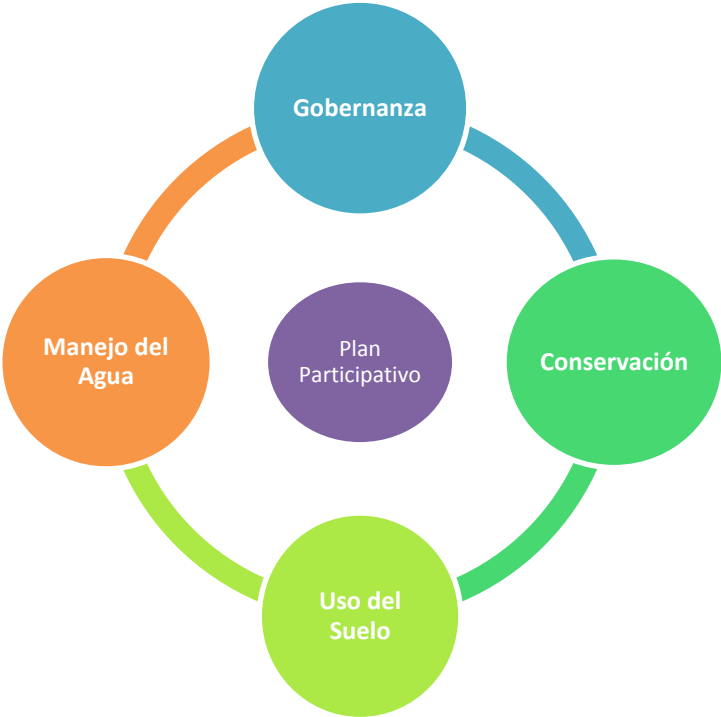 Gobernanza
Manejo del
Agua
Plan
Participativo
Conservación
Uso del
Suelo